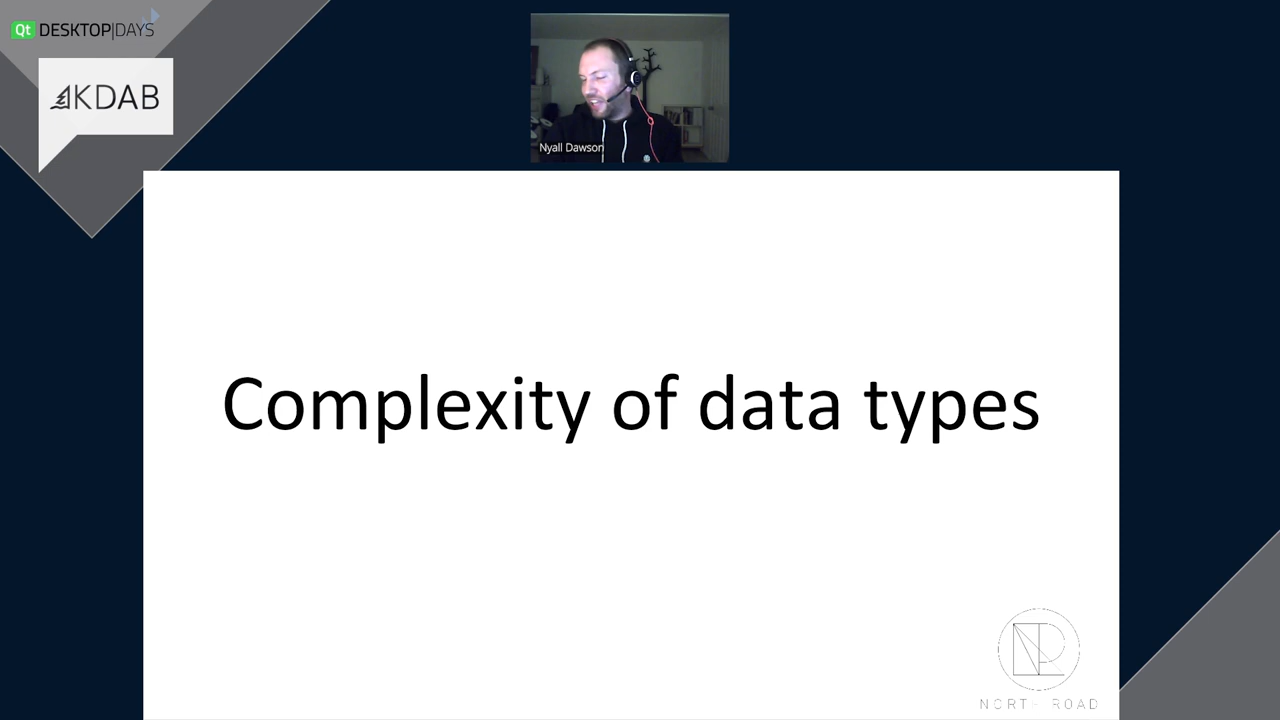 Qt DESKTOP|DAYS
KDAB
Nyall Dawson
Complexity of data types
NORTH ROAD